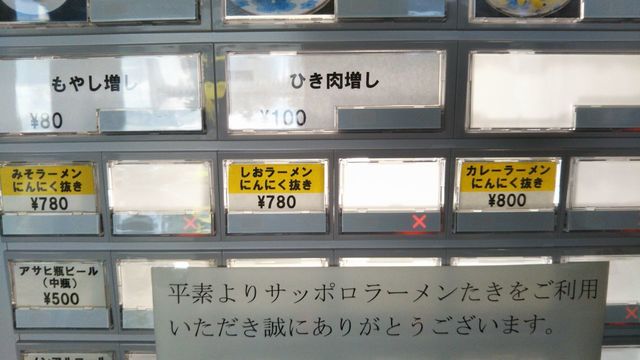 もやし増し
¥80
ひき肉増し
¥100
みそラーメン
にんにく抜き
¥780
しおラーメン
にんにく抜き
¥780
カレーラーメン
にんにく抜き
¥800
アサヒ瓶ビール
(中瓶)
¥500
平素よりサッポロラーメンたきをご利用
いただき誠にありがとうございます。